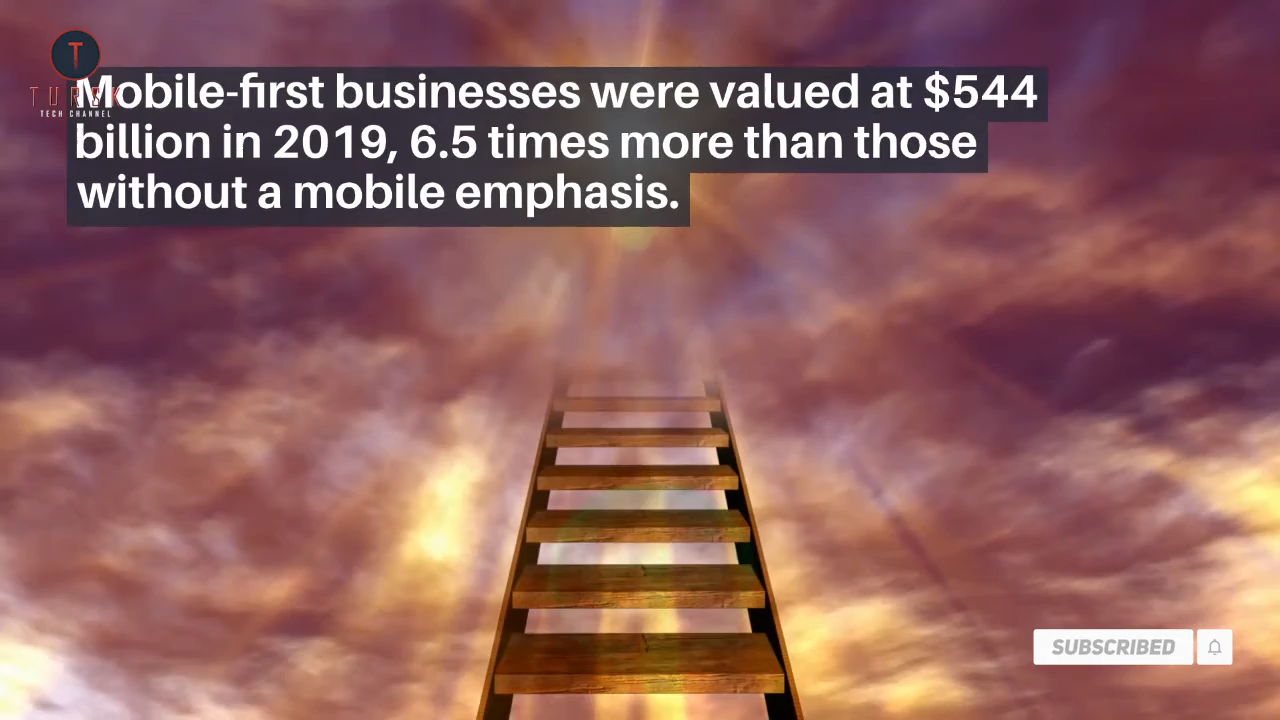 T
TUREK
TECH CHANNEL
Mobile-first businesses were valued at $544
billion in 2019, 6.5 times more than those
without a mobile emphasis.
SUBSCRIBED